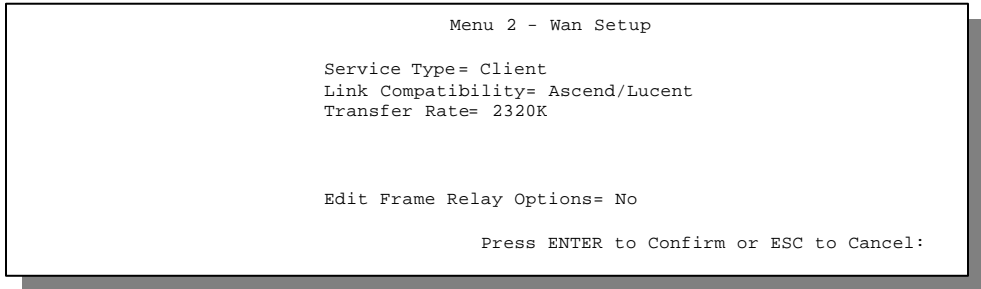 Menu 2 - Wan Setup
Service Type= Client
Link Compatibility= Ascend/Lucent
Transfer Rate= 2320K
Edit Frame Relay Options= No
Press ENTER to Confirm or ESC to Cancel: